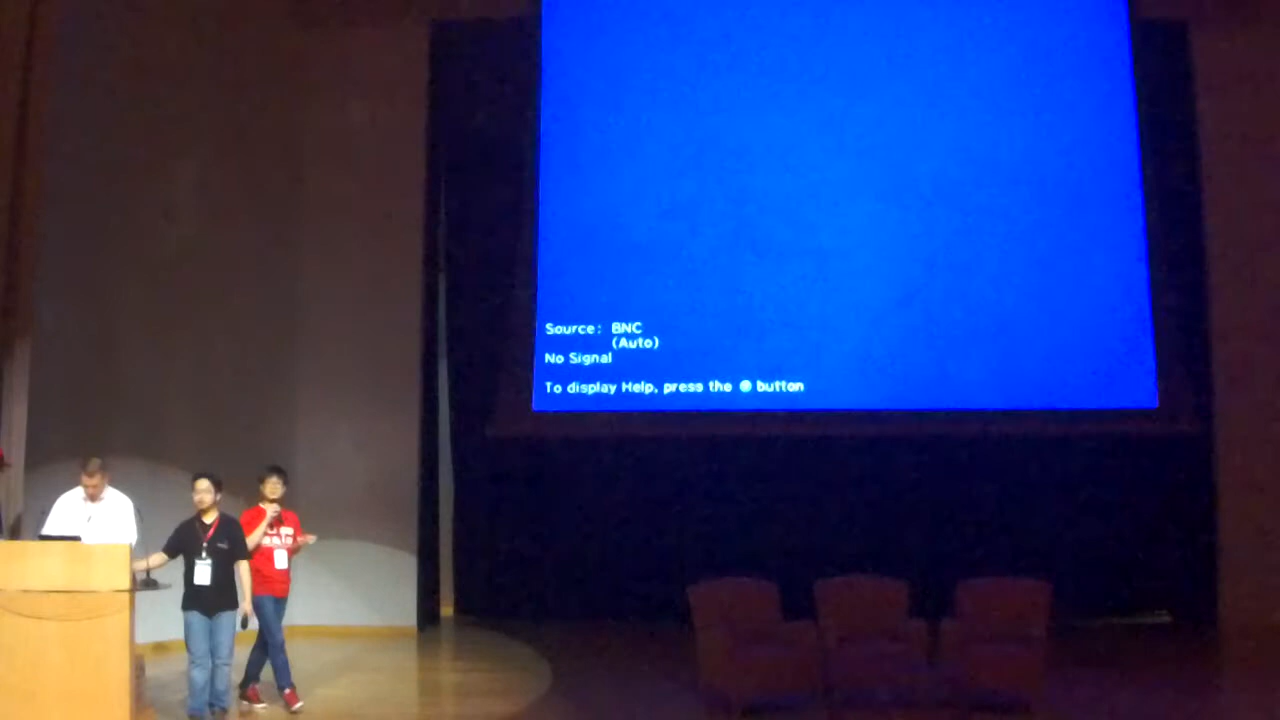 Source: BNC
(Auto)
No Signal
To display Help, press the button